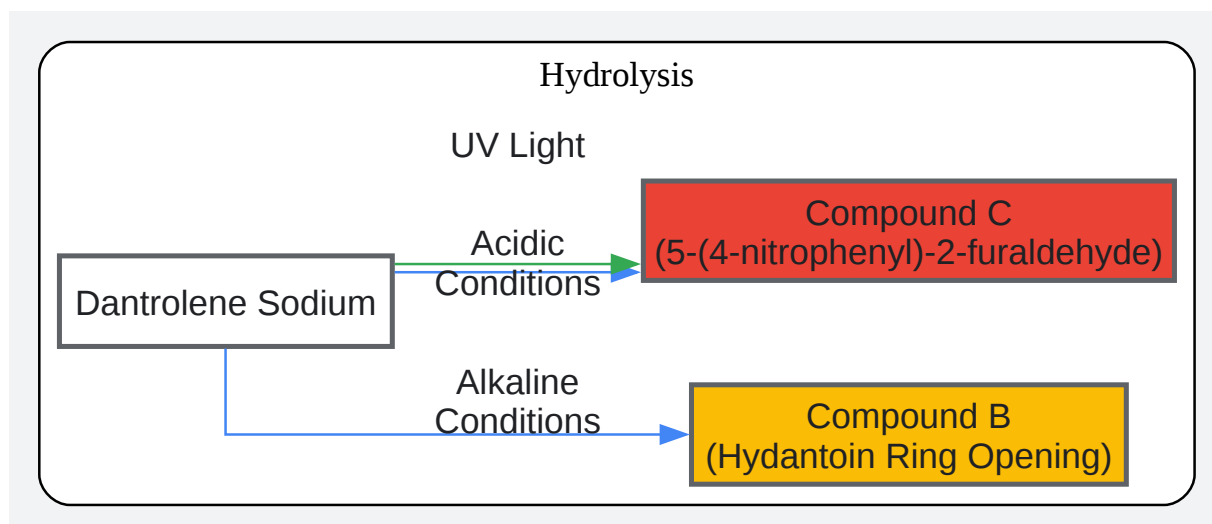 Hydrolysis
UV Light
Acidic
Conditions
Dantrolene Sodium
Compound C
(5-(4-nitrophenyl)-2-furaldehyde)
Alkaline
Conditions
Compound B
(Hydantoin Ring Opening)